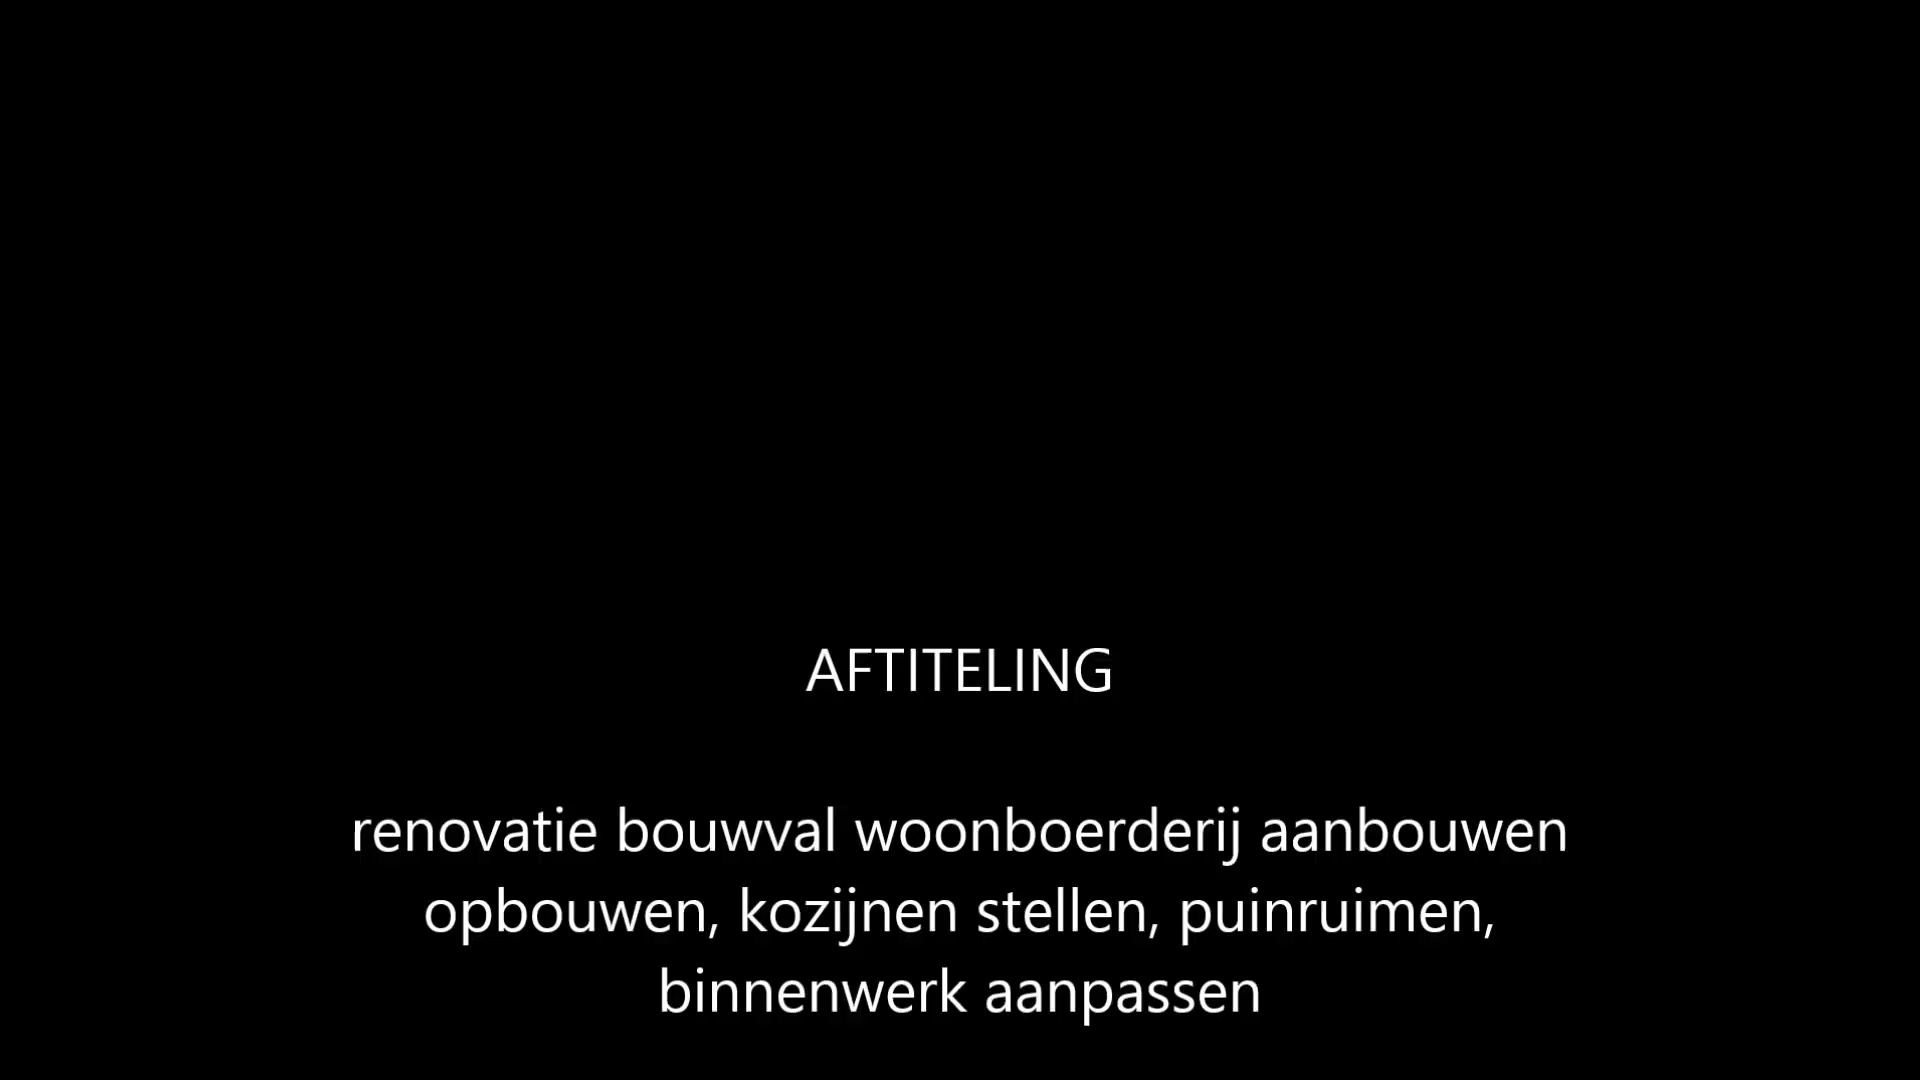 AFTITELING
renovatie bouwval woonboerderij aanbouwen
opbouwen, kozijnen stellen, puinruimen,
binnenwerk aanpassen